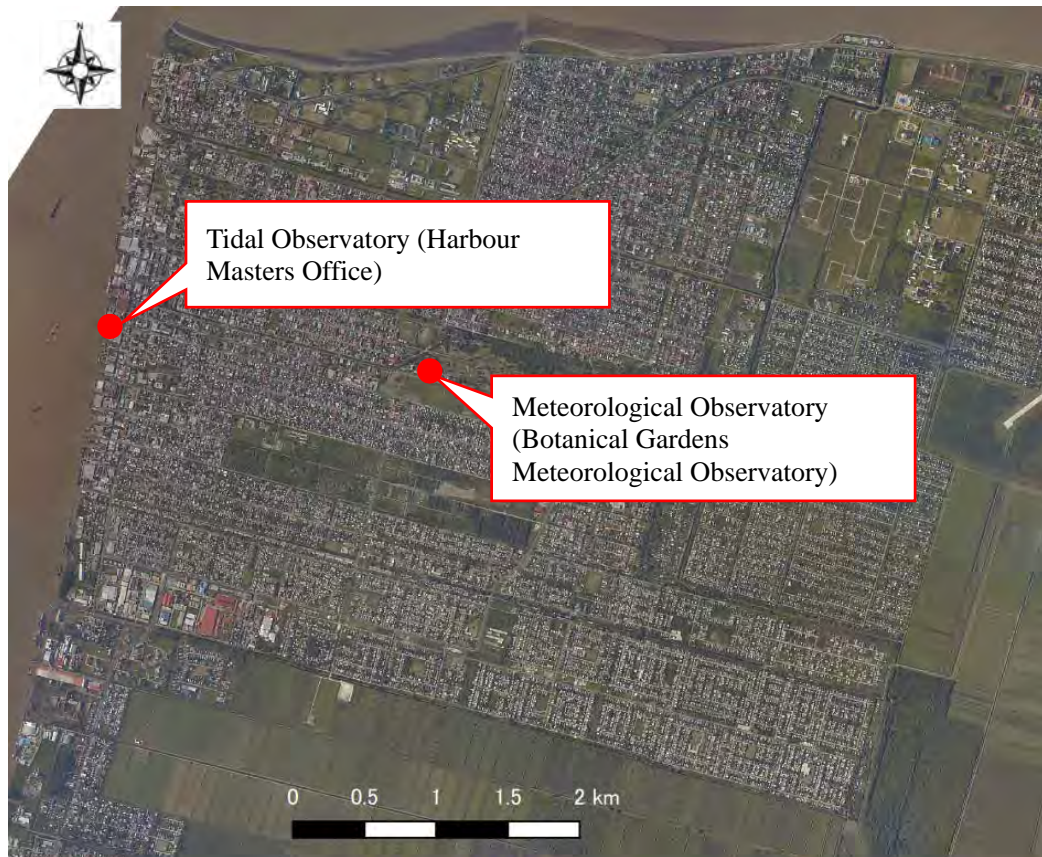 N
Tidal Observatory (Harbour
Masters Office)
Meteorological Observatory
(Botanical Gardens
Meteorological Observatory)
0 0.5 1 1.5 2 km